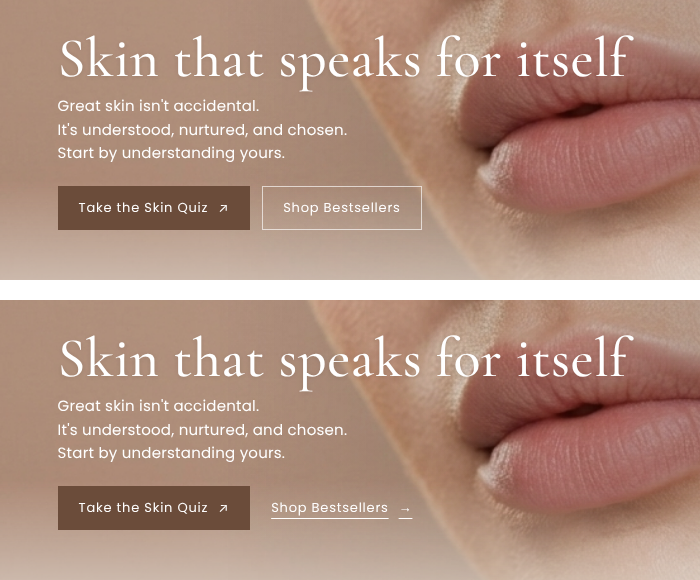 Skin that speaks for itself
Great skin isn't accidental.
It's understood, nurtured, and chosen.
Start by understanding yours.
Take the Skin Quiz ↗
Shop Bestsellers
Skin that speaks for itself
Great skin isn't accidental.
It's understood, nurtured, and chosen.
Start by understanding yours.
Take the Skin Quiz ↗
Shop Bestsellers →